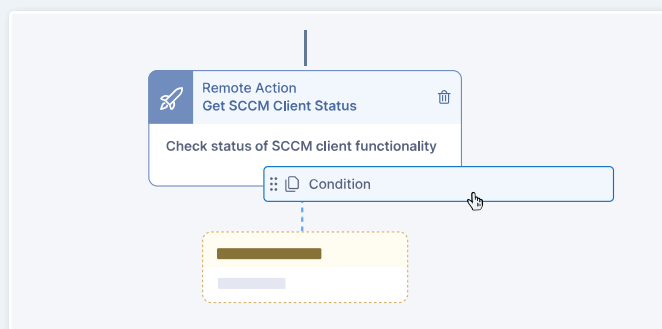 Remote Action
Get SCCM Client Status
Check status of SCCM client functionality
Condition